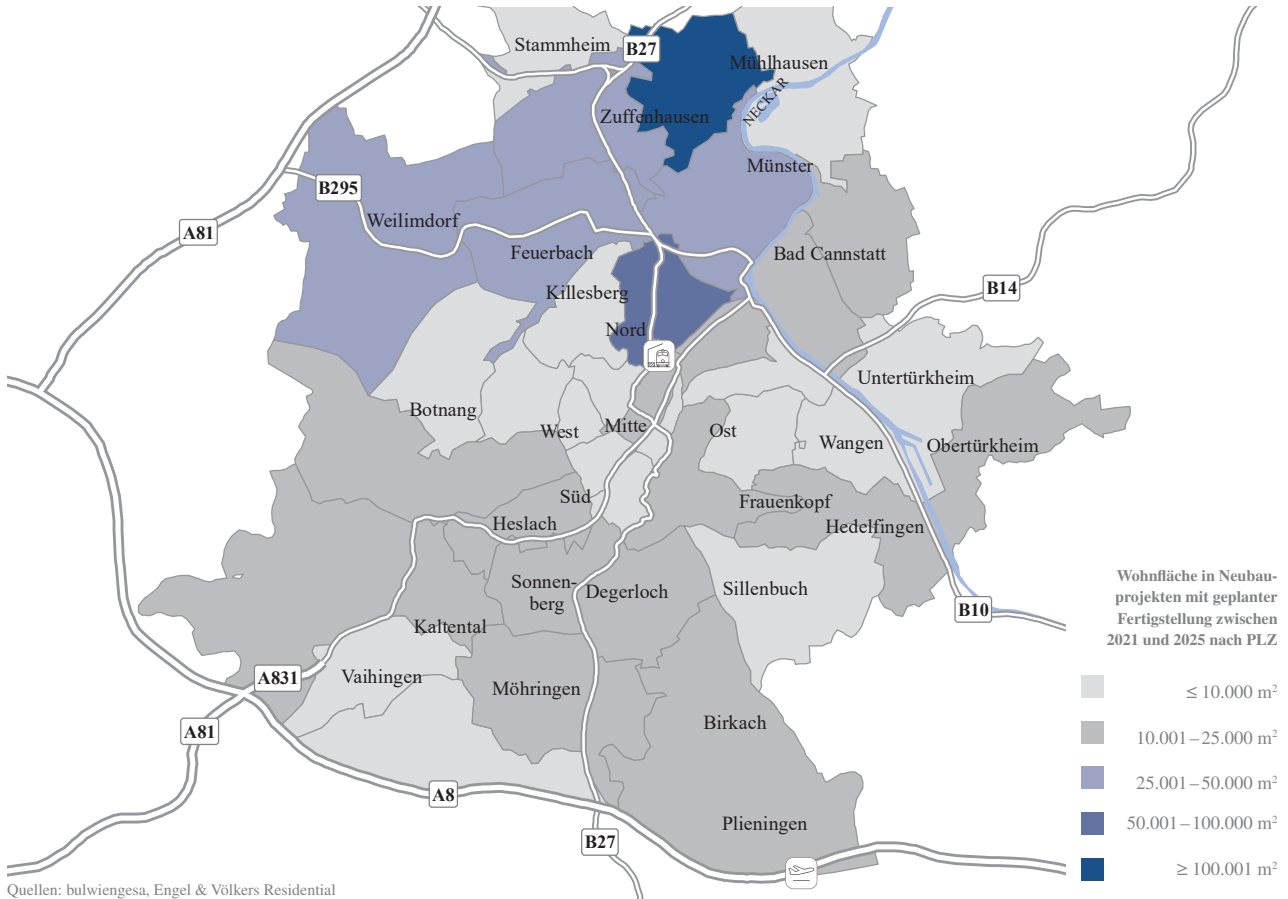 Stammheim
B27
Mühlhausen
NECKAR
Zuffenhausen
Münster
B295
Weilimdorf
A81
Feuerbach
Bad Cannstatt
Killesberg
B14
Nord
Untertürkheim
Botnang
West
Mitte
Ost
Wangen
Obertürkheim
Süd
Frauenkopf
Heslach
Hedelfingen
Sonnen-
berg
Degerloch
Sillenbuch
B10
Kaltental
A831
Vaihingen
Möhringen
Birkach
A81
A8
Plieningen
B27
Wohnfläche in Neubau-
projekten mit geplanter
Fertigstellung zwischen
2021 und 2025 nach PLZ
≤ 10.000 m²
10.001–25.000 m²
25.001–50.000 m²
50.001–100.000 m²
≥ 100.001 m²
Quellen: bulwiengesa, Engel & Völkers Residential